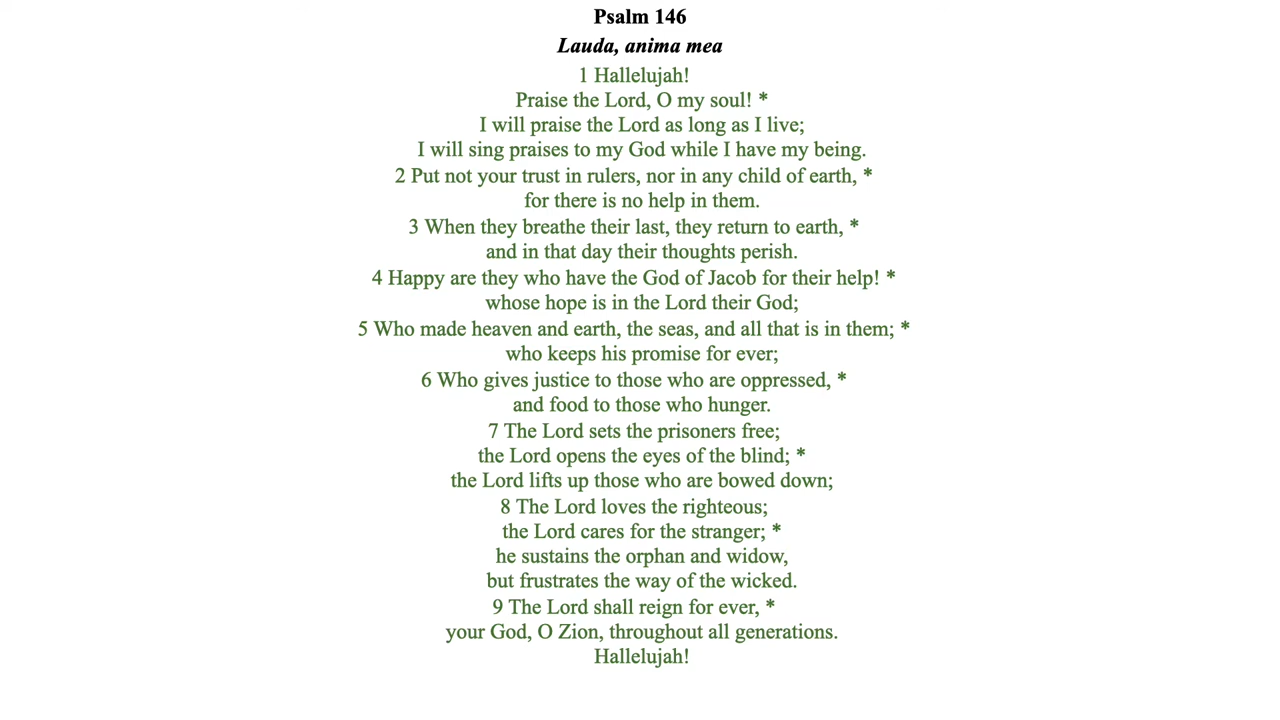 Psalm 146
Lauda, anima mea
1 Hallelujah!
Praise the Lord, O my soul! *
I will praise the Lord as long as I live;
I will sing praises to my God while I have my being.
2 Put not your trust in rulers, nor in any child of earth, *
for there is no help in them.
3 When they breathe their last, they return to earth, *
and in that day their thoughts perish.
4 Happy are they who have the God of Jacob for their help! *
whose hope is in the Lord their God;
5 Who made heaven and earth, the seas, and all that is in them; *
who keeps his promise for ever;
6 Who gives justice to those who are oppressed, *
and food to those who hunger.
7 The Lord sets the prisoners free;
the Lord opens the eyes of the blind; *
the Lord lifts up those who are bowed down;
8 The Lord loves the righteous;
the Lord cares for the stranger; *
he sustains the orphan and widow,
but frustrates the way of the wicked.
9 The Lord shall reign for ever, *
your God, O Zion, throughout all generations.
Hallelujah!